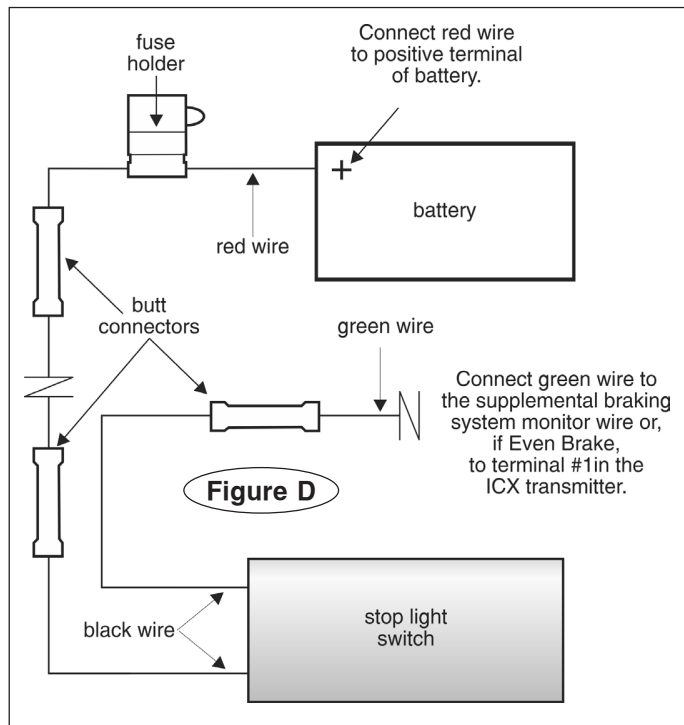 fuse
holder
Connect red wire
to positive terminal
of battery.
+
battery
red wire
butt
connectors
green wire
Connect green wire to
the supplemental braking
system monitor wire or,
if Even Brake,
to terminal #1in the
ICX transmitter.
Figure D
black wire
stop light
switch